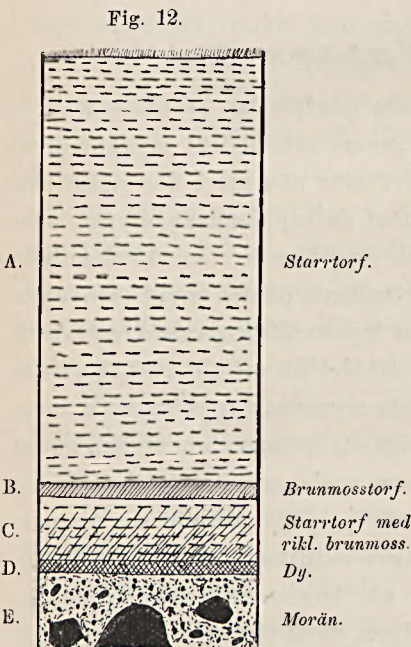 Fig. 12.
A. Starrtorf.
B. Brunmosstorf.
C. Starrtorf med
rikl. brunmoss.
D. Dy.
E. Morän.